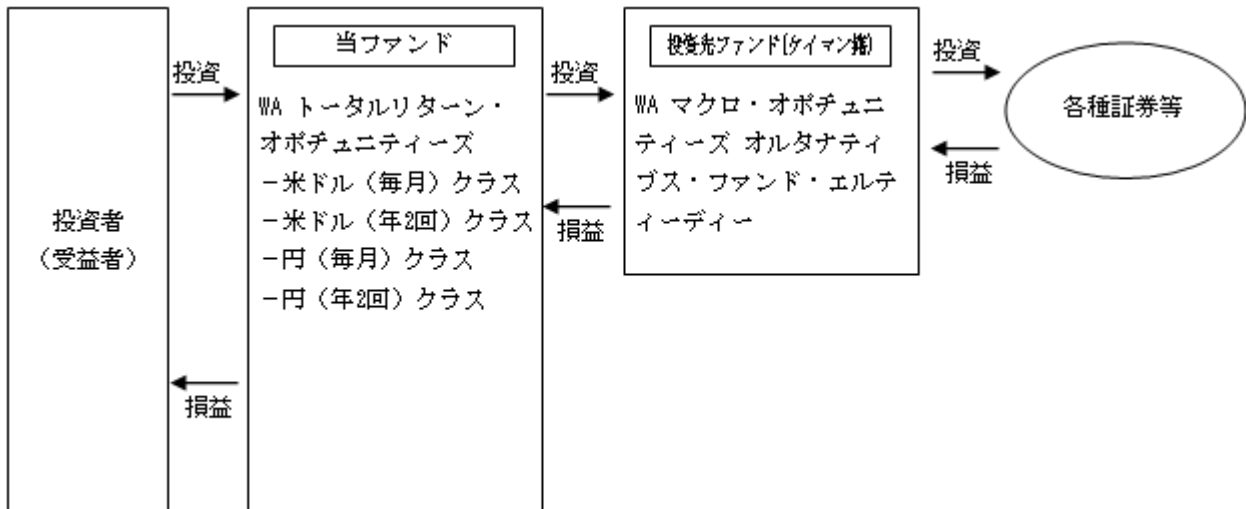 投資者
（受益者）
投資
損益
当ファンド
WA トータルリターン・
オポチュニティーズ
－米ドル（毎月）クラス
－米ドル（年2回）クラス
－円（毎月）クラス
－円（年2回）クラス
投資
損益
投資先ファンド(ケイマン籍)
WA マクロ・オポチュニ
ティーズ オルタナティ
ブス・ファンド・エルテ
ィーディー
投資
損益
各種証券等